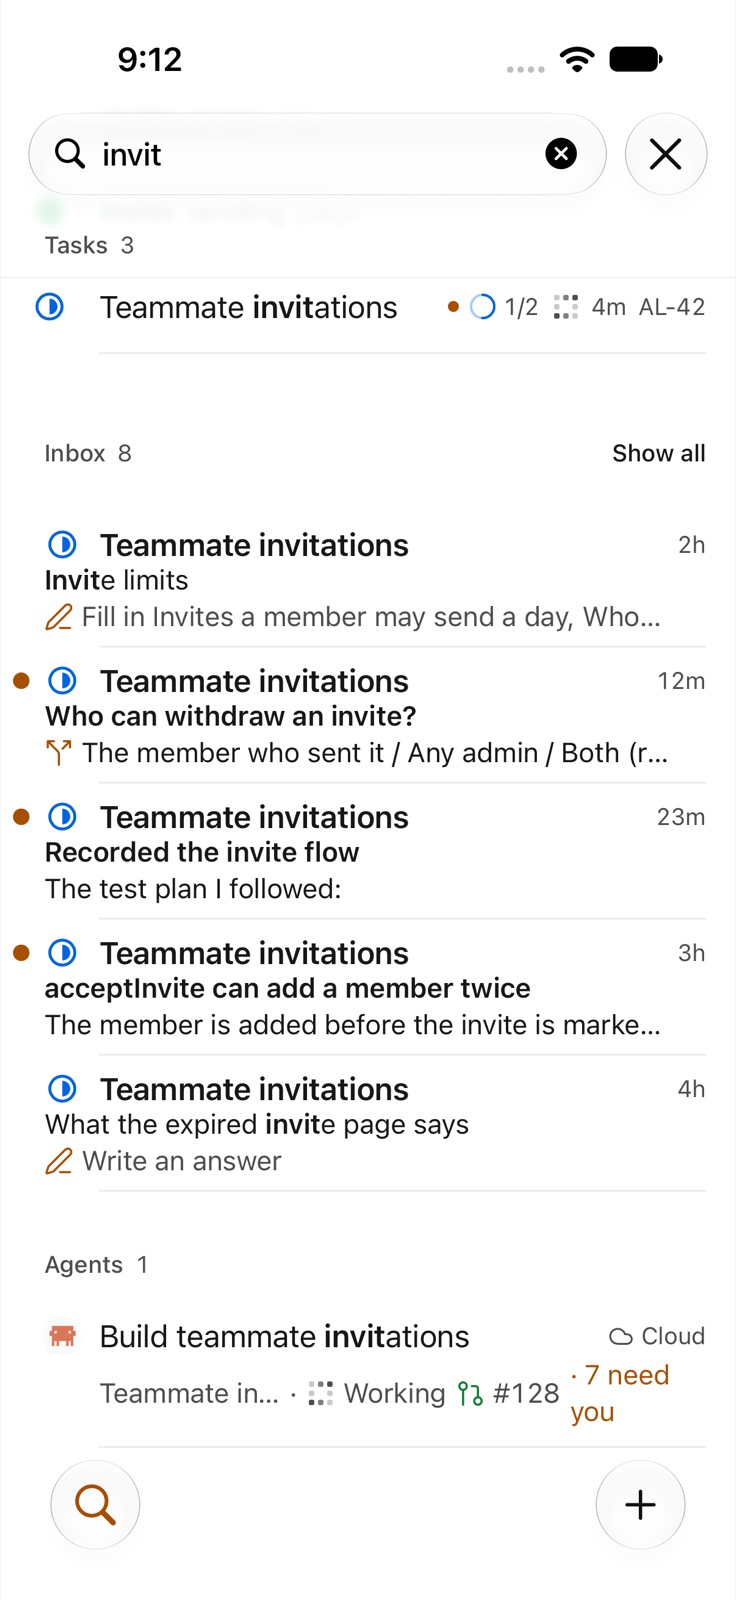 9:12
invit
Tasks 3
Teammate invitations 1/2 4m AL-42
Inbox 8 Show all
Teammate invitations 2h
Invite limits
Fill in Invites a member may send a day, Who...
Teammate invitations 12m
Who can withdraw an invite?
The member who sent it / Any admin / Both (r...
Teammate invitations 23m
Recorded the invite flow
The test plan I followed:
Teammate invitations 3h
acceptInvite can add a member twice
The member is added before the invite is marke...
Teammate invitations 4h
What the expired invite page says
Write an answer
Agents 1
Build teammate invitations Cloud
Teammate in... · Working #128 · 7 need you